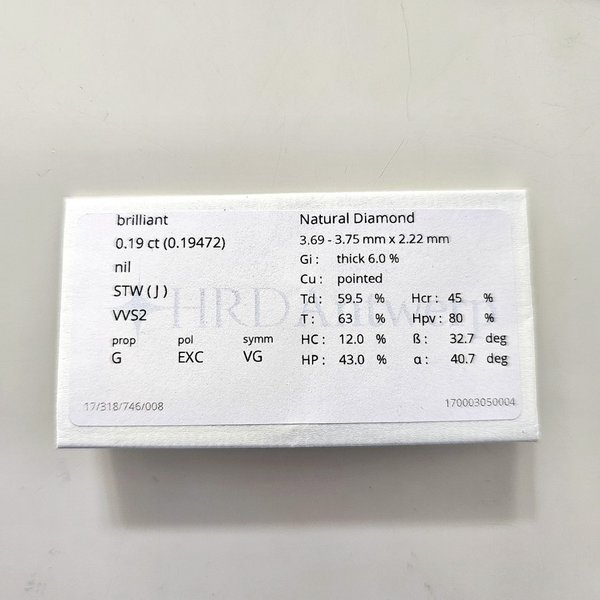 brilliant
0.19 ct (0.19472)
nil
STW ( J )
VVS2
prop pol symm
G EXC VG
17/318/746/008
Natural Diamond
3.69 - 3.75 mm x 2.22 mm
Gi : thick 6.0 %
Cu : pointed
Td : 59.5 % Hcr : 45 %
T : 63 % Hpv : 80 %
HC : 12.0 % ß : 32.7 deg
HP : 43.0 % α : 40.7 deg
170003050004
HRD Antwerp